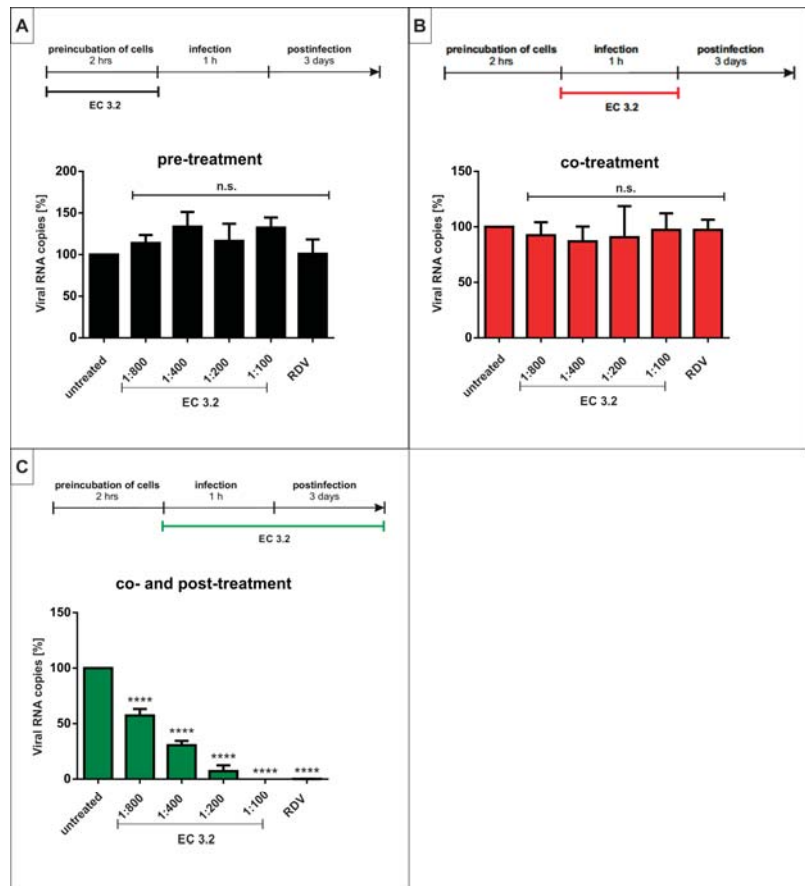 A
preincubation of cells infection postinfection
2 hrs 1 h 3 days
EC 3.2
pre-treatment
Viral RNA copies [%]
200
150
100
50
0
n.s.
untreated 1:800 1:400 1:200 1:100 RDV
EC 3.2
B
preincubation of cells infection postinfection
2 hrs 1 h 3 days
EC 3.2
co-treatment
Viral RNA copies [%]
150
100
50
0
n.s.
untreated 1:800 1:400 1:200 1:100 RDV
EC 3.2
C
preincubation of cells infection postinfection
2 hrs 1 h 3 days
EC 3.2
co- and post-treatment
Viral RNA copies [%]
150
100
50
0
**** **** **** **** ****
untreated 1:800 1:400 1:200 1:100 RDV
EC 3.2